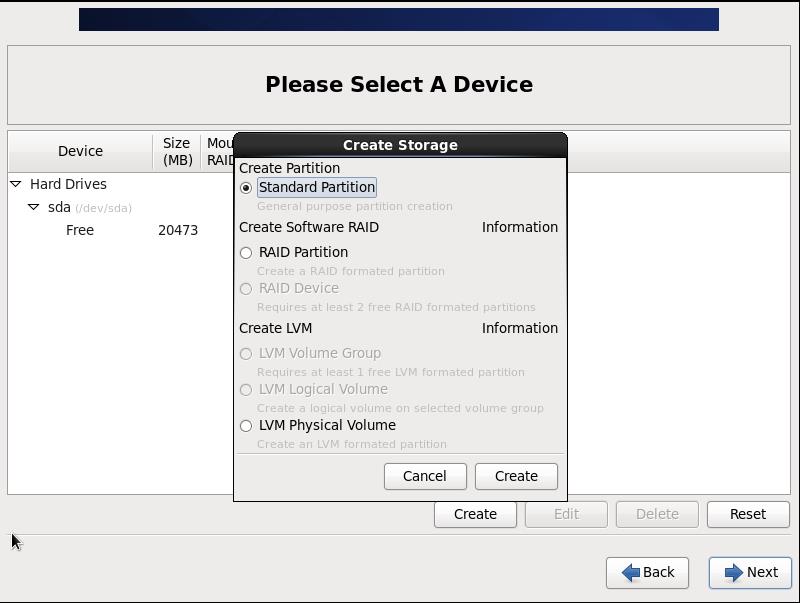 Please Select A Device
Device
Size
(MB)
Mou
RAID
Hard Drives
sda (/dev/sda)
Free 20473
Create Storage
Create Partition
Standard Partition
General purpose partition creation
Create Software RAID Information
RAID Partition
Create a RAID formated partition
RAID Device
Requires at least 2 free RAID formated partitions
Create LVM Information
LVM Volume Group
Requires at least 1 free LVM formated partition
LVM Logical Volume
Create a logical volume on selected volume group
LVM Physical Volume
Create an LVM formated partition
Cancel Create
Create Edit Delete Reset
Back Next